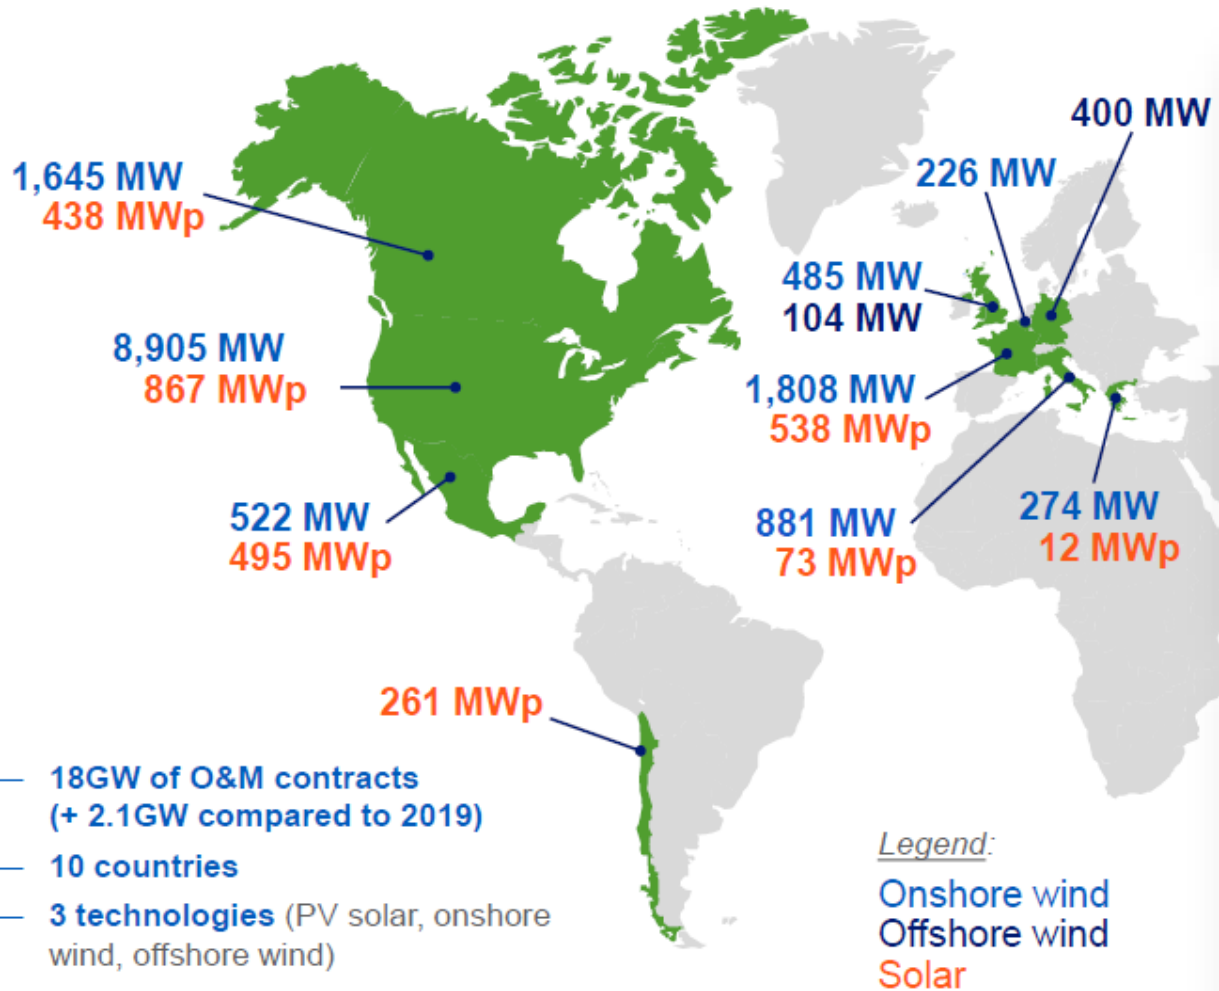 400 MW
226 MW
1,645 MW
438 MWp
485 MW
104 MW
8,905 MW
867 MWp
1,808 MW
538 MWp
522 MW
495 MWp
881 MW
73 MWp
274 MW
12 MWp
261 MWp
— 18GW of O&M contracts
(+ 2.1GW compared to 2019)
— 10 countries
— 3 technologies (PV solar, onshore
wind, offshore wind)
Legend:
Onshore wind
Offshore wind
Solar